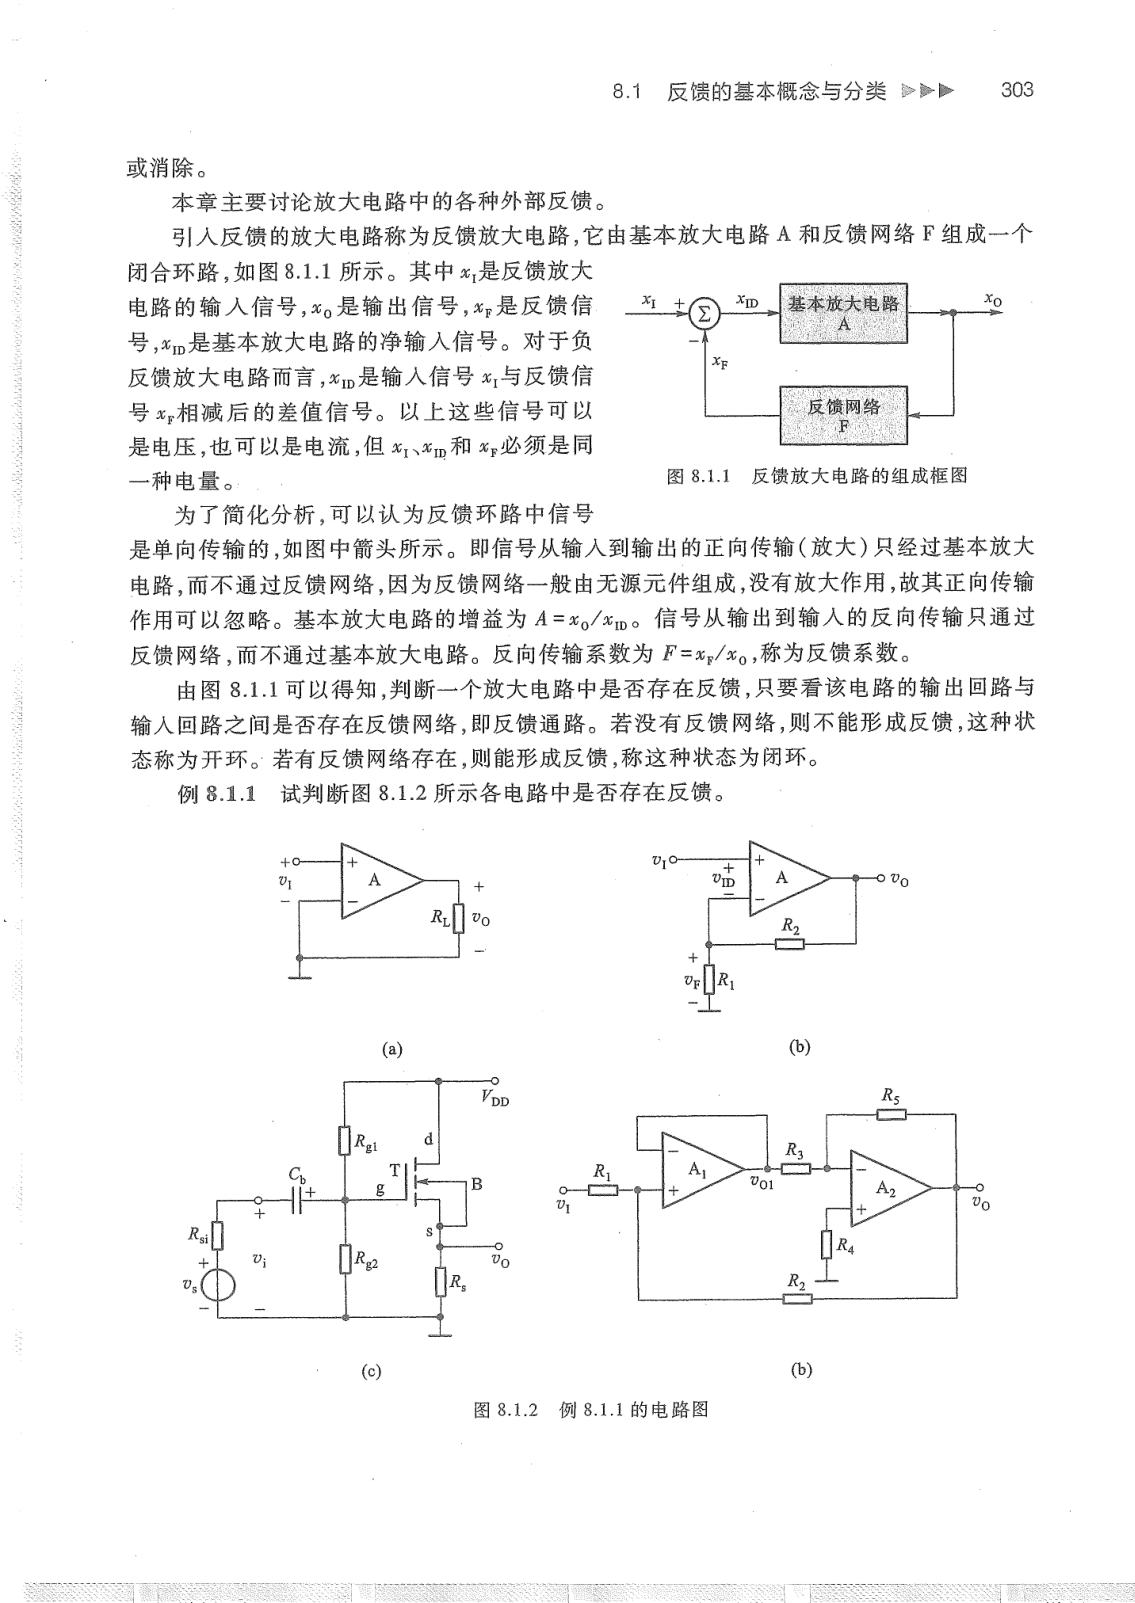 8.1 反馈的基本概念与分类 303
或消除。
本章主要讨论放大电路中的各种外部反馈。
引入反馈的放大电路称为反馈放大电路,它由基本放大电路 A 和反馈网络 F 组成一个
闭合环路,如图 8.1.1 所示。其中 xI是反馈放大
电路的输入信号,xO是输出信号,xF是反馈信
号,xID是基本放大电路的净输入信号。对于负
反馈放大电路而言,xID是输入信号 xI与反馈信
号 xF相减后的差值信号。以上这些信号可以
是电压,也可以是电流,但 xI、xID和 xF必须是同
一种电量。
xI + Σ xID 基本放大电路 xO
A
−
xF
反馈网络
F
图 8.1.1 反馈放大电路的组成框图
为了简化分析,可以认为反馈环路中信号
是单向传输的,如图中箭头所示。即信号从输入到输出的正向传输(放大)只经过基本放大
电路,而不通过反馈网络,因为反馈网络一般由无源元件组成,没有放大作用,故其正向传输
作用可以忽略。基本放大电路的增益为 A=xO/xID。信号从输出到输入的反向传输只通过
反馈网络,而不通过基本放大电路。反向传输系数为 F=xF/xO,称为反馈系数。
由图 8.1.1 可以得知,判断一个放大电路中是否存在反馈,只要看该电路的输出回路与
输入回路之间是否存在反馈网络,即反馈通路。若没有反馈网络,则不能形成反馈,这种状
态称为开环。若有反馈网络存在,则能形成反馈,称这种状态为闭环。
例 8.1.1 试判断图 8.1.2 所示各电路中是否存在反馈。
+ +
vI A +
− −
RL vO
−
(a)
vI + +
vID A vO
− −
R2
+
vF R1
−
(b)
VDD
Rg1 d
Cb T
+ g B
+ s
Rsi vi Rg2 vO
+ Rs
vs
− −
(c)
R5
− R3
R1 A1 −
vI + vO1 A2 vO
+
R4
R2
(b)
图 8.1.2 例 8.1.1 的电路图